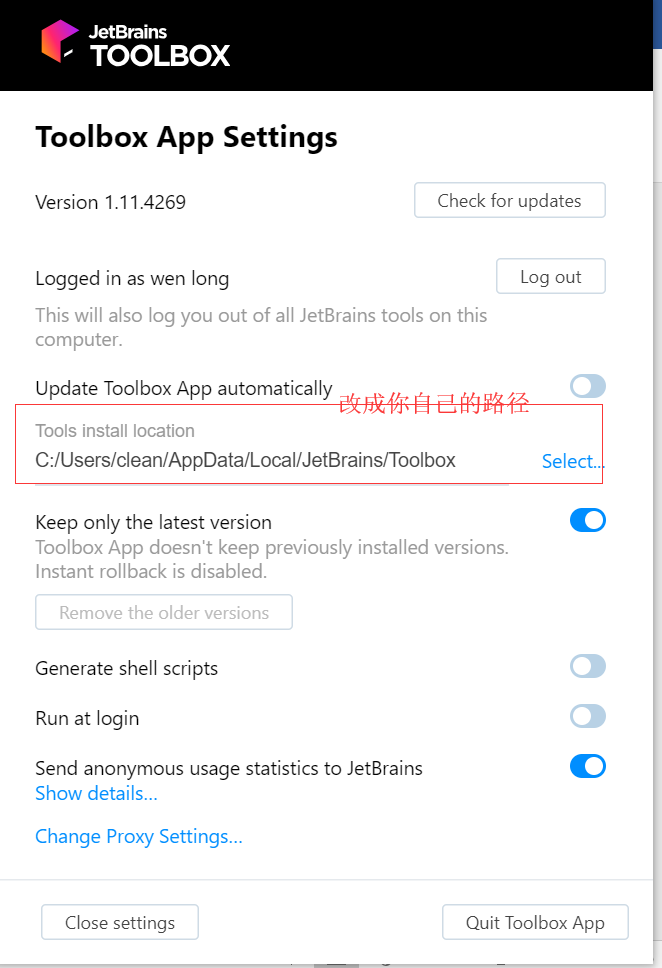 JetBrains
TOOLBOX
Toolbox App Settings
Version 1.11.4269
Check for updates
Logged in as wen long
Log out
This will also log you out of all JetBrains tools on this
computer.
Update Toolbox App automatically
改成你自己的路径
Tools install location
C:/Users/clean/AppData/Local/JetBrains/Toolbox
Select...
Keep only the latest version
Toolbox App doesn't keep previously installed versions.
Instant rollback is disabled.
Remove the older versions
Generate shell scripts
Run at login
Send anonymous usage statistics to JetBrains
Show details...
Change Proxy Settings...
Close settings
Quit Toolbox App